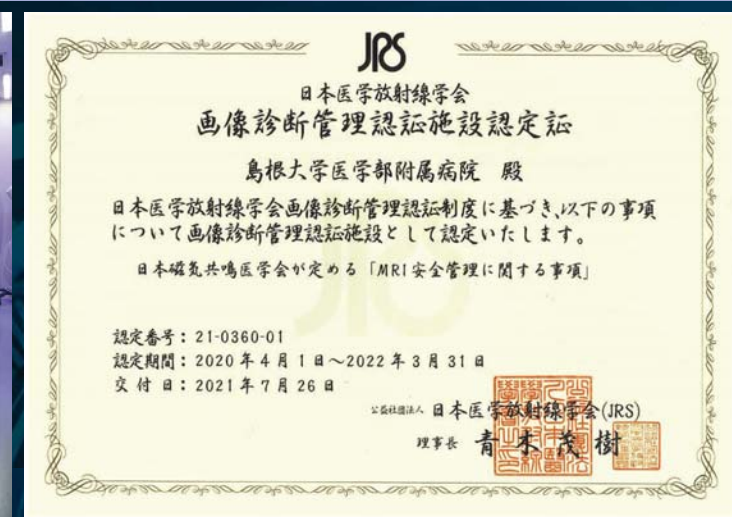 JRS
日本医学放射線学会
画像診断管理認証施設認定証
島根大学医学部附属病院 殿
日本医学放射線学会画像診断管理認証制度に基づき、以下の事項
について画像診断管理認証施設として認定いたします。
日本磁気共鳴医学会が定める「MRI安全管理に関する事項」
認定番号：21-0360-01
認定期間：2020年4月1日～2022年3月31日
交付日：2021年7月26日
公益社団法人 日本医学放射線学会(JRS)
理事長 青木茂樹